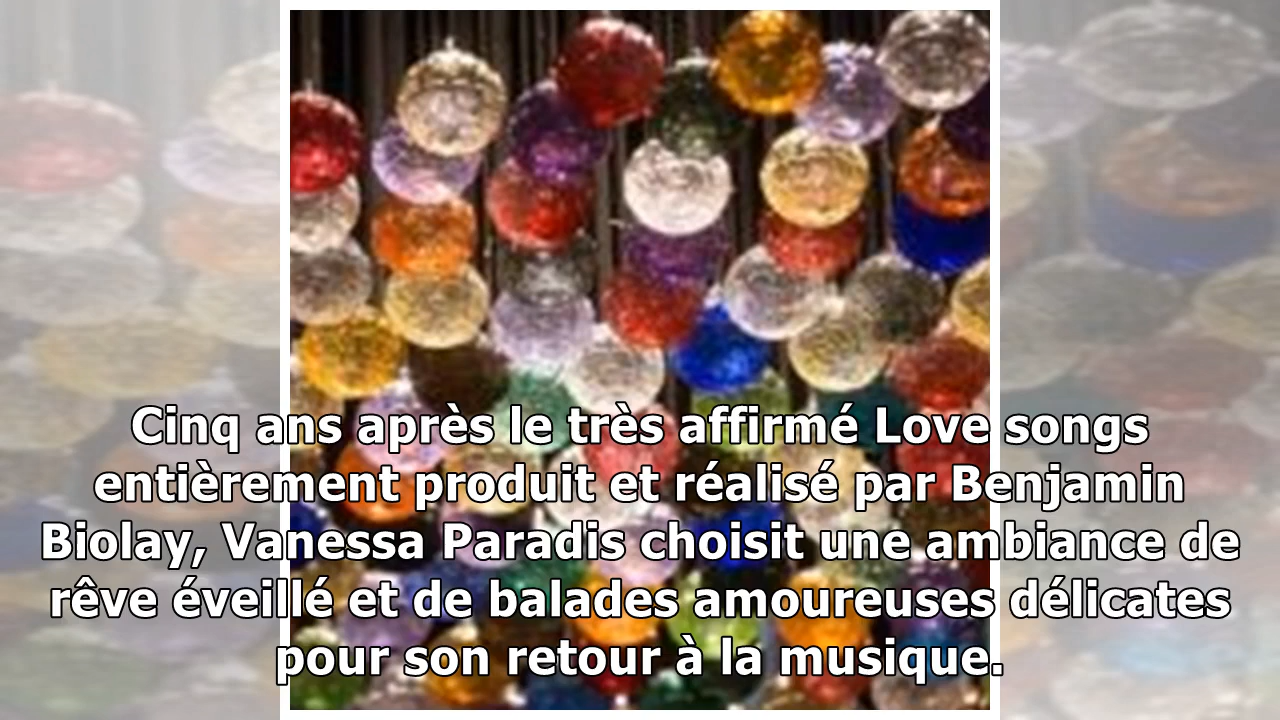 Cinq ans après le très affirmé Love songs
entièrement produit et réalisé par Benjamin
Biolay, Vanessa Paradis choisit une ambiance de
rêve éveillé et de balades amoureuses délicates
pour son retour à la musique.